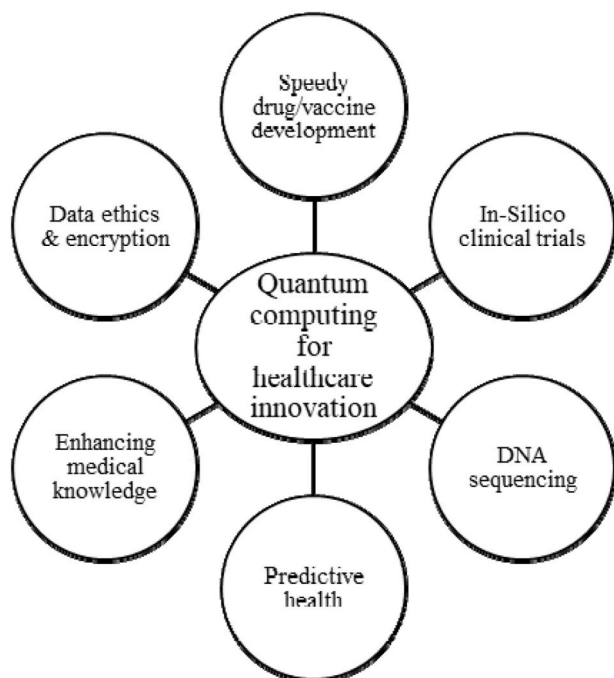 Speedy
drug/vaccine
development
Data ethics
& encryption
In-Silico
clinical trials
Quantum
computing
for
healthcare
innovation
Enhancing
medical
knowledge
DNA
sequencing
Predictive
health